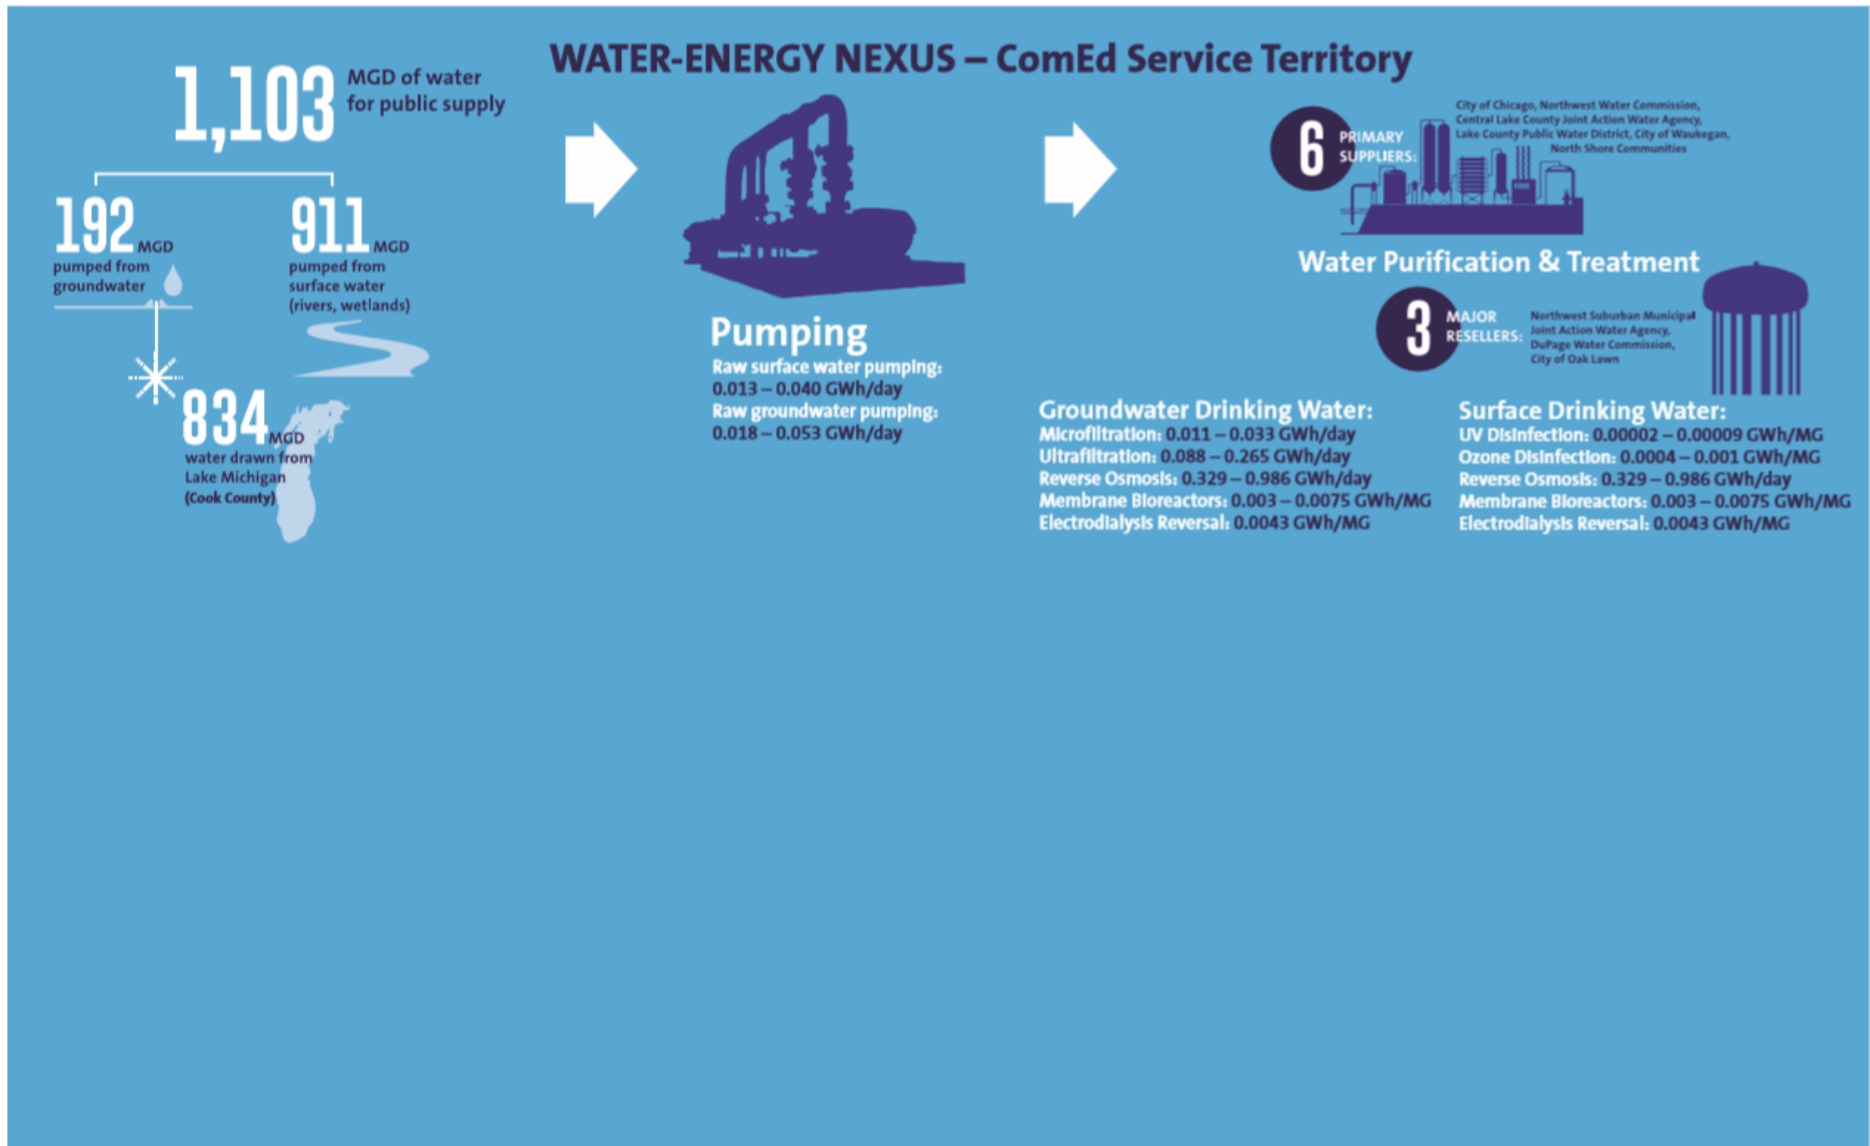 WATER-ENERGY NEXUS – ComEd Service Territory
1,103
MGD of water
for public supply
192 MGD
pumped from
groundwater
911 MGD
pumped from
surface water
(rivers, wetlands)
834 MGD
water drawn from
Lake Michigan
(Cook County)
Pumping
Raw surface water pumping:
0.013 – 0.040 GWh/day
Raw groundwater pumping:
0.018 – 0.053 GWh/day
6
PRIMARY
SUPPLIERS:
City of Chicago, Northwest Water Commission,
Central Lake County Joint Action Water Agency,
Lake County Public Water District, City of Waukegan,
North Shore Communities
Water Purification & Treatment
3
MAJOR
RESELLERS:
Northwest Suburban Municipal
Joint Action Water Agency,
DuPage Water Commission,
City of Oak Lawn
Groundwater Drinking Water:
Microfiltration: 0.011 – 0.033 GWh/day
Ultrafiltration: 0.088 – 0.265 GWh/day
Reverse Osmosis: 0.329 – 0.986 GWh/day
Membrane Bioreactors: 0.003 – 0.0075 GWh/MG
Electrodialysis Reversal: 0.0043 GWh/MG
Surface Drinking Water:
UV Disinfection: 0.00002 – 0.00009 GWh/MG
Ozone Disinfection: 0.0004 – 0.001 GWh/MG
Reverse Osmosis: 0.329 – 0.986 GWh/day
Membrane Bioreactors: 0.003 – 0.0075 GWh/MG
Electrodialysis Reversal: 0.0043 GWh/MG